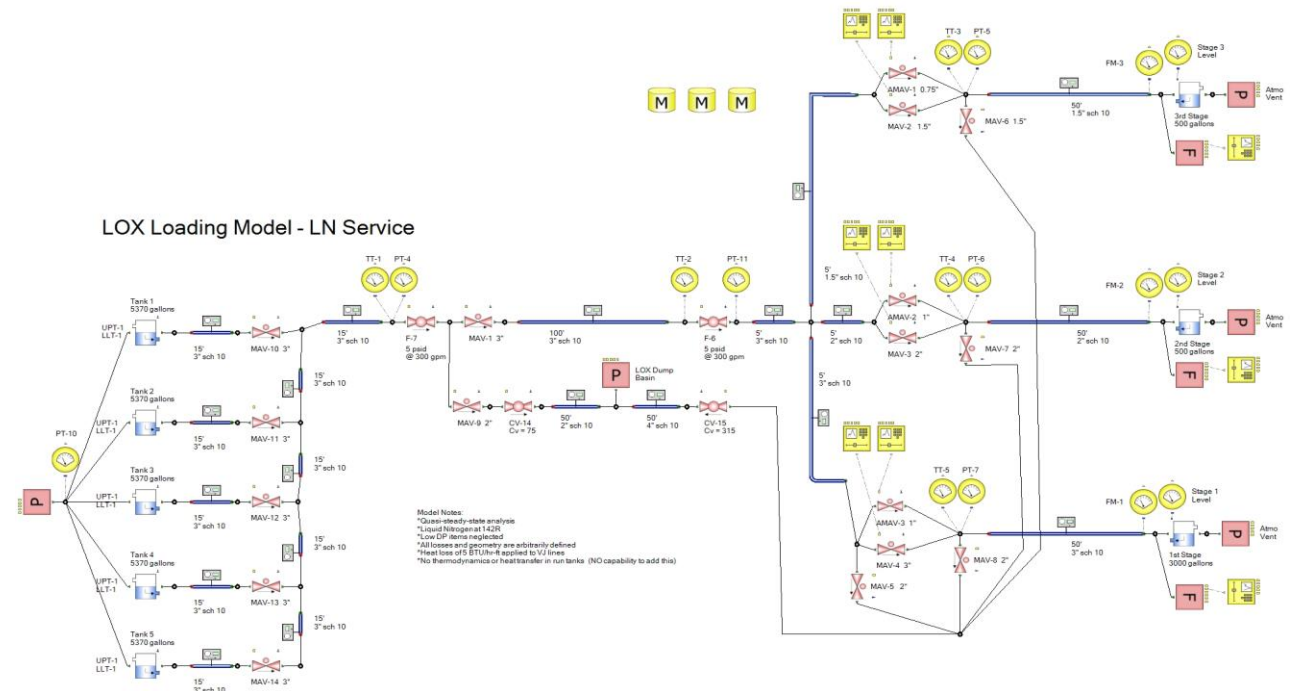 LOX Loading Model - LN Service
M M M
TT-3 PT-5
FM-3
Stage 3
Level
AMAV-1 0.75"
MAV-2 1.5"
MAV-6 1.5"
50'
1.5" sch 10
3rd Stage
500 gallons
P
Atmo
Vent
F
TT-1 PT-4
TT-2 PT-11
5'
1.5" sch 10
TT-4 PT-6
FM-2
Stage 2
Level
Tank 1
5370 gallons
UPT-1
LLT-1
15'
3" sch 10
MAV-10 3"
15'
3" sch 10
F-7
5 psid
@ 300 gpm
MAV-1 3"
100'
3" sch 10
F-6
5 psid
@ 300 gpm
5'
3" sch 10
5'
2" sch 10
AMAV-2 1"
MAV-3 2"
MAV-7 2"
50'
2" sch 10
2nd Stage
500 gallons
P
Atmo
Vent
F
15'
3" sch 10
5'
3" sch 10
P
LOX Dump
Basin
Tank 2
5370 gallons
UPT-1
LLT-1
15'
3" sch 10
MAV-11 3"
MAV-9 2"
CV-14
Cv = 75
50'
2" sch 10
50'
4" sch 10
CV-15
Cv = 315
PT-10
P
15'
3" sch 10
Tank 3
5370 gallons
UPT-1
LLT-1
15'
3" sch 10
MAV-12 3"
Model Notes:
*Quasi-steady-state analysis
*Liquid Nitrogen at 142R
*Low DP items neglected
*All losses and geometry are arbitrarily defined
*Heat loss of 5 BTU/hr-ft applied to VJ lines
*No thermodynamics or heat transfer in run tanks (NO capability to add this)
TT-5 PT-7
FM-1
Stage 1
Level
AMAV-3 1"
MAV-4 3"
MAV-5 2"
MAV-8 2"
50'
3" sch 10
1st Stage
3000 gallons
P
Atmo
Vent
F
15'
3" sch 10
Tank 4
5370 gallons
UPT-1
LLT-1
15'
3" sch 10
MAV-13 3"
15'
3" sch 10
Tank 5
5370 gallons
UPT-1
LLT-1
15'
3" sch 10
MAV-14 3"